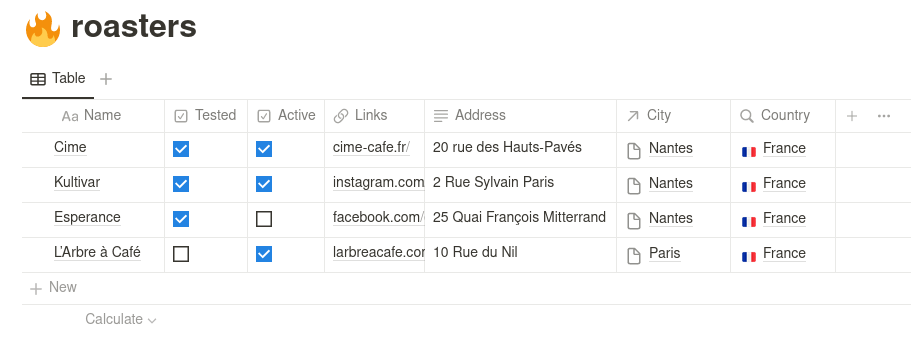 roasters
Table
Aa Name Tested Active Links Address City Country
Cime cime-cafe.fr/ 20 rue des Hauts-Pavés Nantes France
Kultivar instagram.com 2 Rue Sylvain Paris Nantes France
Esperance facebook.com/ 25 Quai François Mitterrand Nantes France
L'Arbre à Café larbreacafe.com 10 Rue du Nil Paris France
New
Calculate